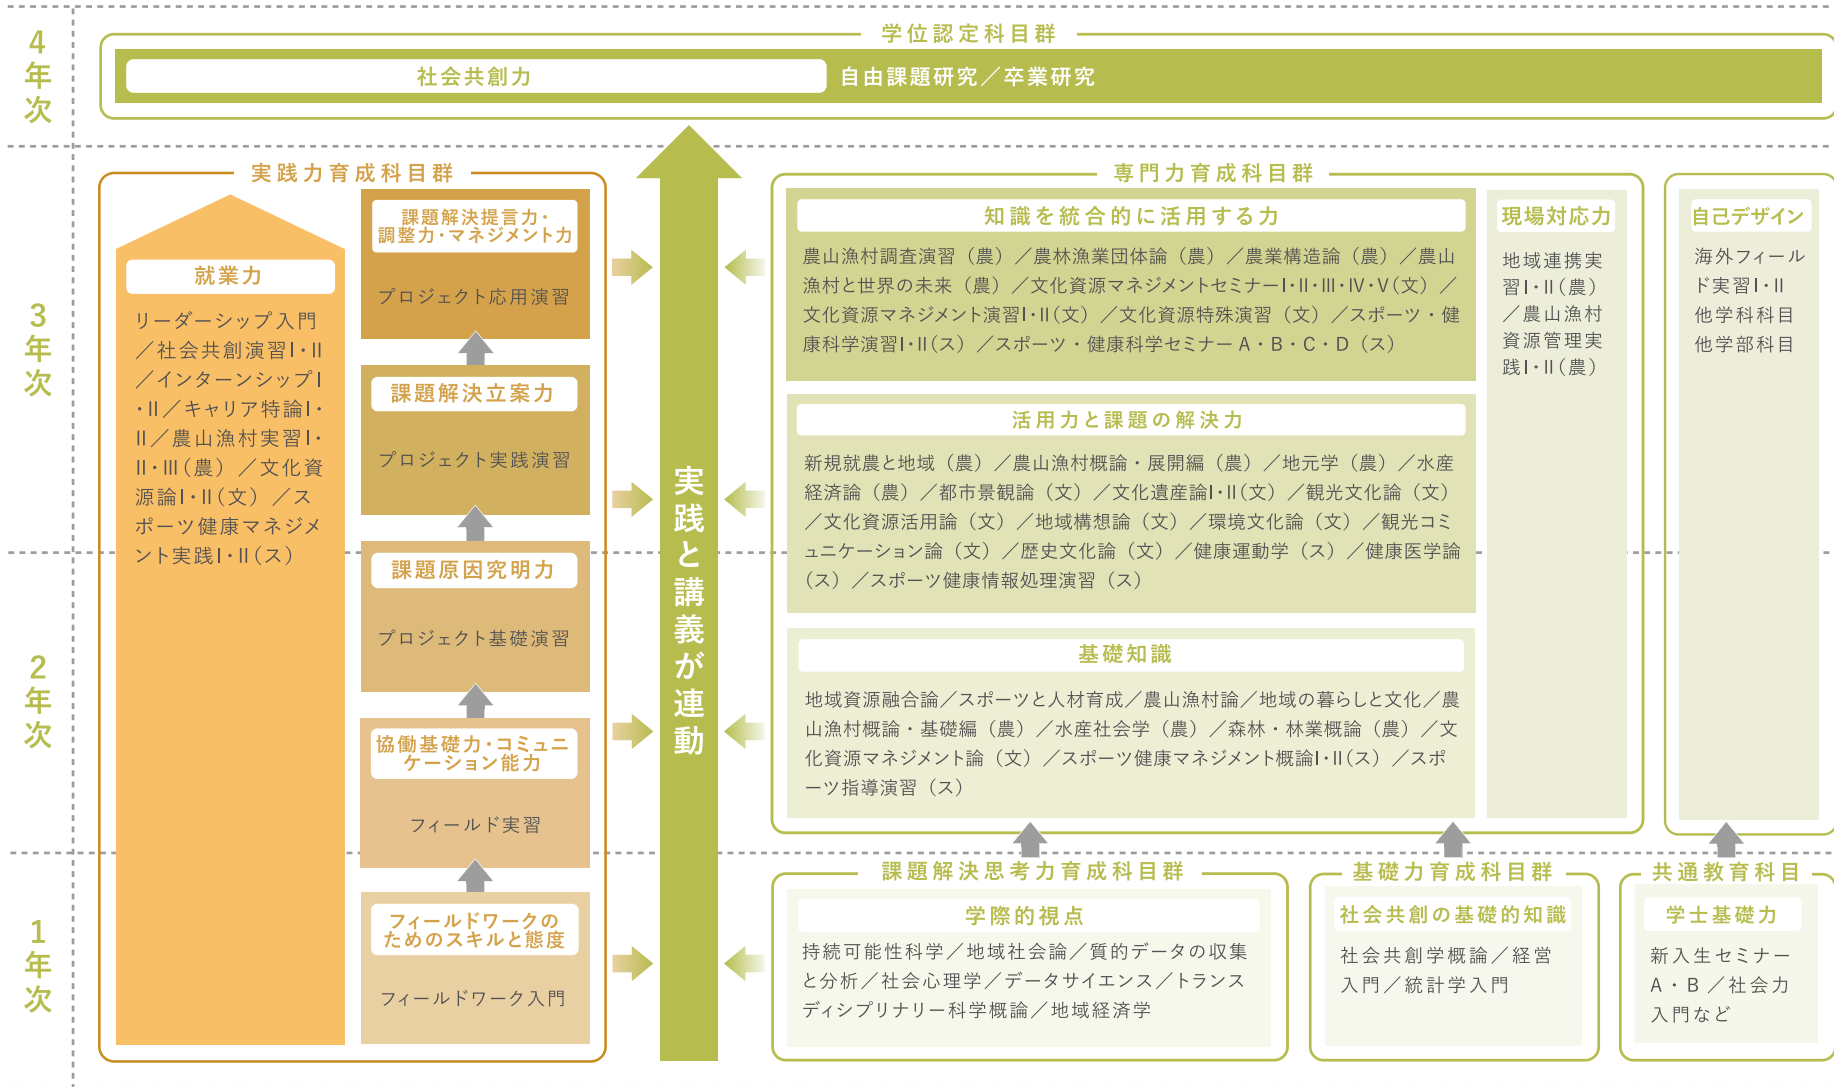 4年次
学位認定科目群
社会共創力
自由課題研究／卒業研究
3年次
2年次
1年次
実践力育成科目群
就業力
リーダーシップ入門
／社会共創演習I・II
／インターンシップI
・II／キャリア特論I・
II／農山漁村実習I・
II・III（農）／文化資
源論I・II（文）／ス
ポーツ健康マネジメ
ント実践I・II（ス）
課題解決提言力・
調整力・マネジメント力
プロジェクト応用演習
課題解決立案力
プロジェクト実践演習
課題原因究明力
プロジェクト基礎演習
協働基礎力・コミュニ
ケーション能力
フィールド実習
フィールドワークの
ためのスキルと態度
フィールドワーク入門
実践と講義が連動
専門力育成科目群
知識を統合的に活用する力
農山漁村調査演習（農）／農林漁業団体論（農）／農業構造論（農）／農山
漁村と世界の未来（農）／文化資源マネジメントセミナーI・II・III・IV・V（文）／
文化資源マネジメント演習I・II（文）／文化資源特殊演習（文）／スポーツ・健
康科学演習I・II（ス）／スポーツ・健康科学セミナー A・B・C・D（ス）
活用力と課題の解決力
新規就農と地域（農）／農山漁村概論・展開編（農）／地元学（農）／水産
経済論（農）／都市景観論（文）／文化遺産論I・II（文）／観光文化論（文）
／文化資源活用論（文）／地域構想論（文）／環境文化論（文）／観光コミ
ュニケーション論（文）／歴史文化論（文）／健康運動学（ス）／健康医学論
（ス）／スポーツ健康情報処理演習（ス）
基礎知識
地域資源融合論／スポーツと人材育成／農山漁村論／地域の暮らしと文化／農
山漁村概論・基礎編（農）／水産社会学（農）／森林・林業概論（農）／文
化資源マネジメント論（文）／スポーツ健康マネジメント概論I・II（ス）／スポ
ーツ指導演習（ス）
現場対応力
地域連携実
習I・II（農）
／農山漁村
資源管理実
践I・II（農）
自己デザイン
海外フィール
ド実習I・II
他学科科目
他学部科目
課題解決思考力育成科目群
学際的視点
持続可能性科学／地域社会論／質的データの収集
と分析／社会心理学／データサイエンス／トランス
ディシプリナリー科学概論／地域経済学
基礎力育成科目群
社会共創の基礎的知識
社会共創学概論／経営
入門／統計学入門
共通教育科目
学士基礎力
新入生セミナー
A・B／社会力
入門など